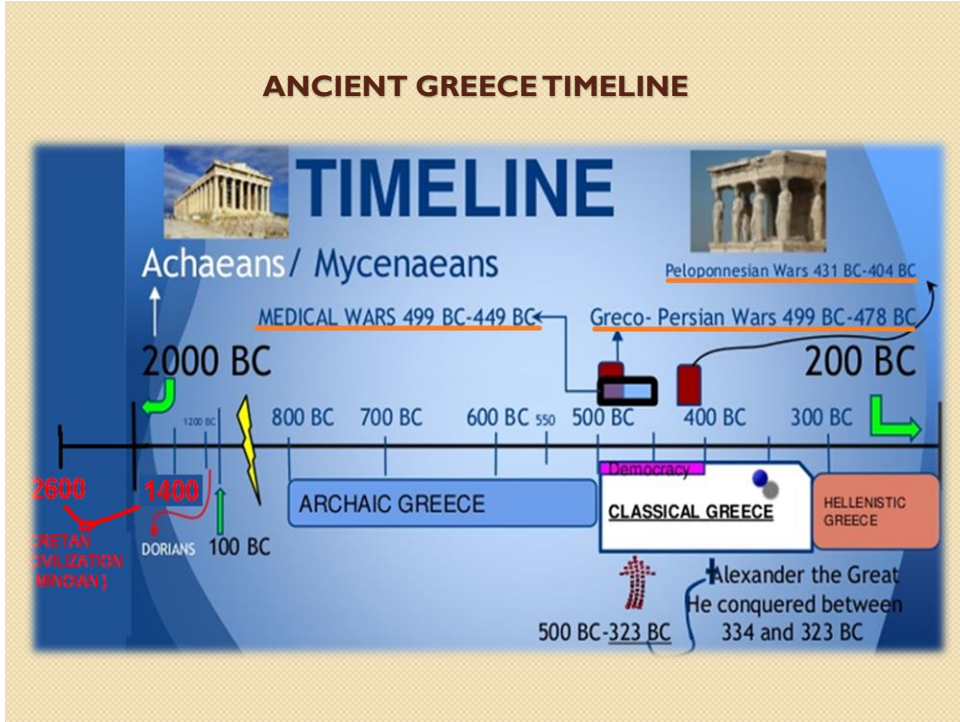 ANCIENT GREECE TIMELINE
TIMELINE
Achaeans/ Mycenaeans
Peloponnesian Wars 431 BC-404 BC
MEDICAL WARS 499 BC-449 BC
Greco- Persian Wars 499 BC-478 BC
2000 BC
200 BC
1200 BC
800 BC
700 BC
600 BC
550
500 BC
400 BC
300 BC
2600
1400
CRETAN
CIVILIZATION
MINOIAN )
DORIANS
100 BC
ARCHAIC GREECE
Democracy
CLASSICAL GREECE
HELLENISTIC
GREECE
500 BC-323 BC
Alexander the Great
He conquered between
334 and 323 BC